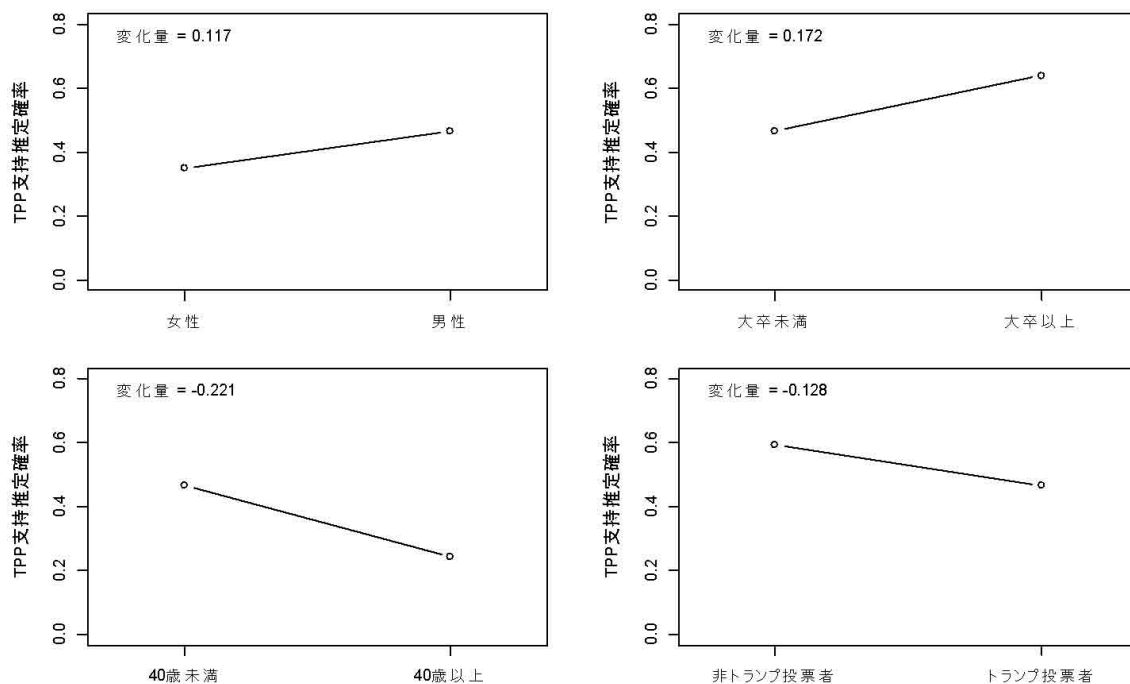 変化量 = 0.117
TPP支持推定確率
0.8
0.6
0.4
0.2
0.0
女性
男性
変化量 = 0.172
TPP支持推定確率
0.8
0.6
0.4
0.2
0.0
大卒未満
大卒以上
変化量 = -0.221
TPP支持推定確率
0.8
0.6
0.4
0.2
0.0
40歳未満
40歳以上
変化量 = -0.128
TPP支持推定確率
0.8
0.6
0.4
0.2
0.0
非トランプ投票者
トランプ投票者